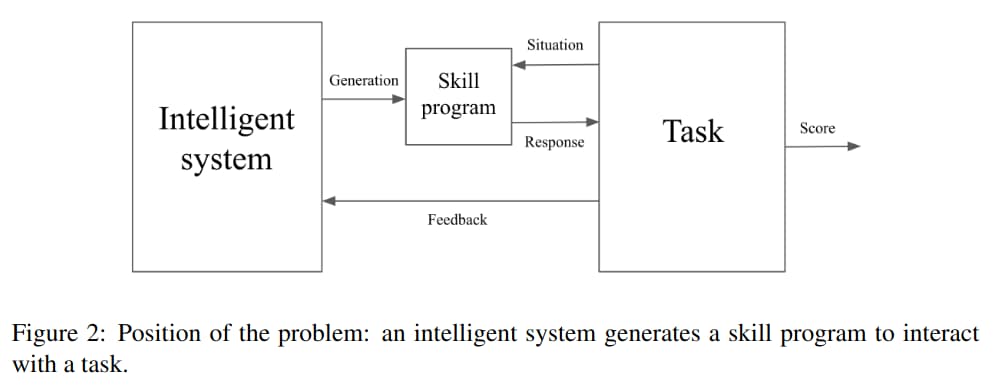 Situation
Generation
Skill
program
Intelligent
system
Response
Task
Score
Feedback
Figure 2: Position of the problem: an intelligent system generates a skill program to interact
with a task.